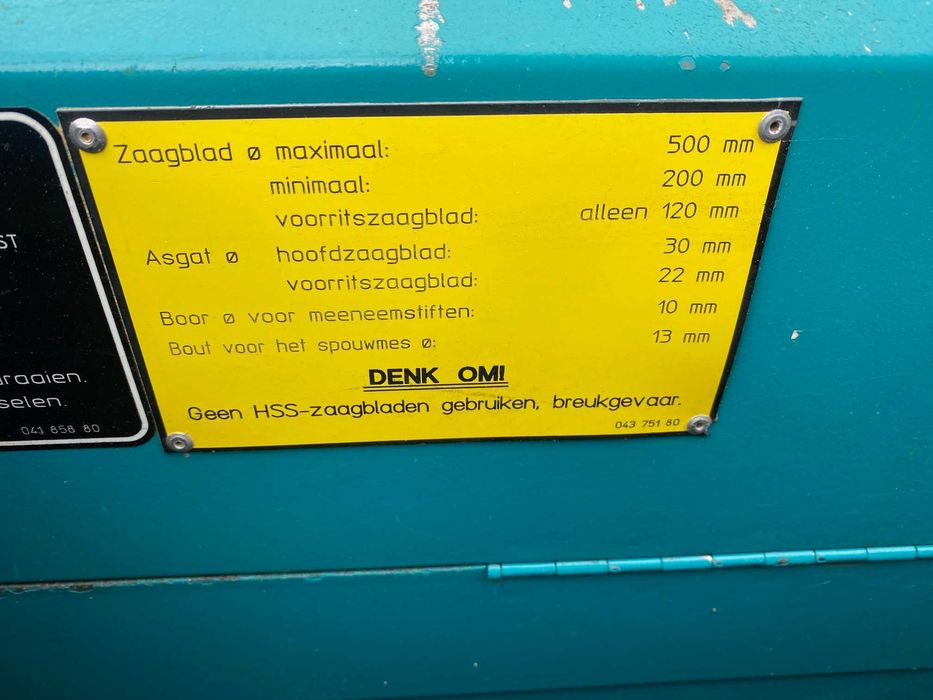 ST
raaien.
selen.
041 858 80
Zaagblad ø maximaal: 500 mm
minimaal: 200 mm
voorritszaagblad: alleen 120 mm
Asgat ø hoofdzaagblad: 30 mm
voorritszaagblad: 22 mm
Boor ø voor meeneemstiften: 10 mm
Bout voor het spouwmes ø: 13 mm
DENK OM!
Geen HSS-zaagbladen gebruiken, breukgevaar.
043 751 80